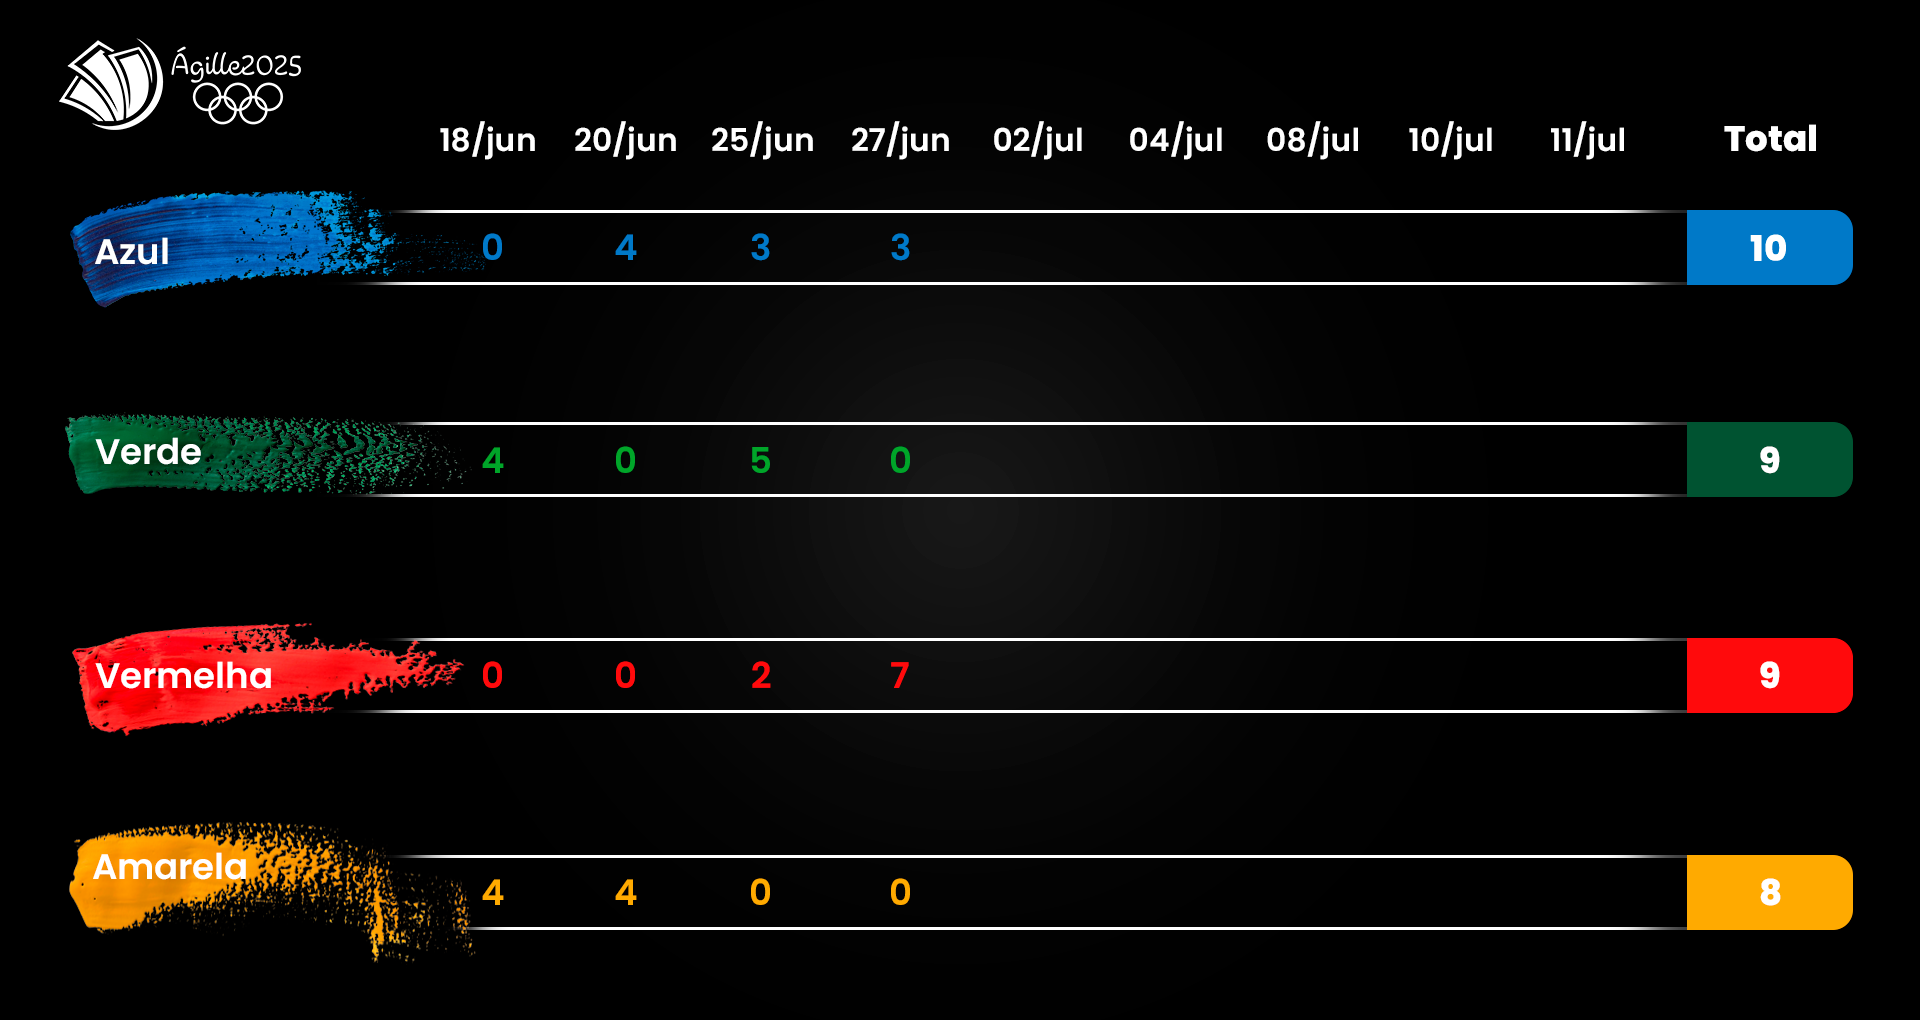 Ágille2025
18/jun 20/jun 25/jun 27/jun 02/jul 04/jul 08/jul 10/jul 11/jul Total
Azul 0 4 3 3 10
Verde 4 0 5 0 9
Vermelha 0 0 2 7 9
Amarela 4 4 0 0 8